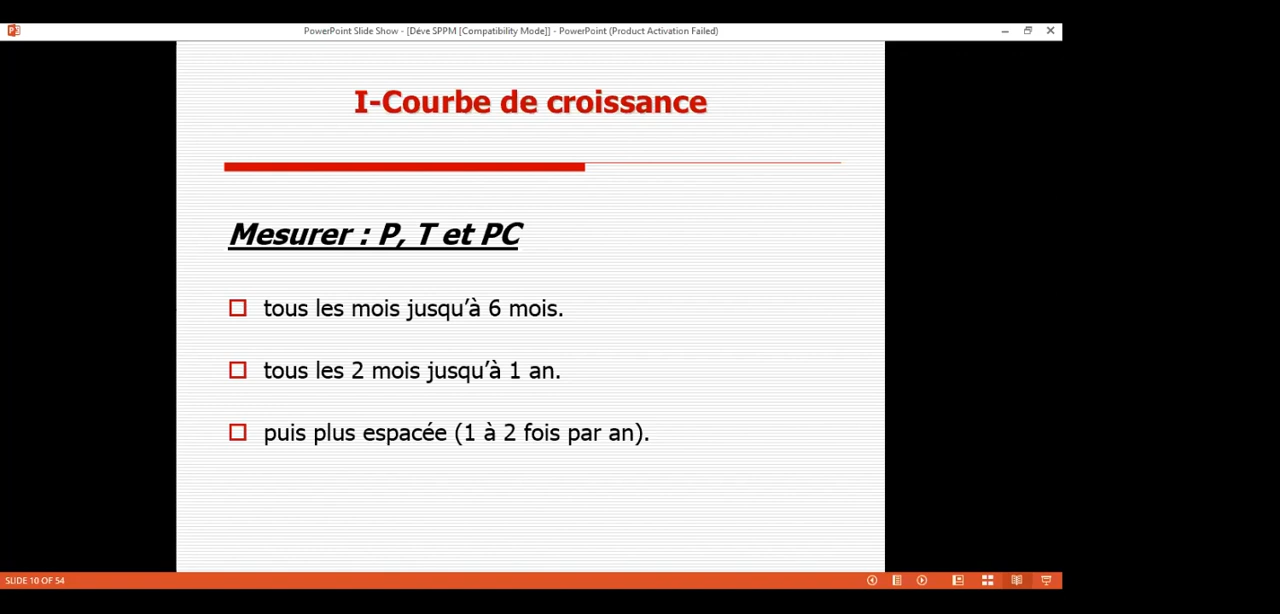 PowerPoint Slide Show - [Déve SPPM [Compatibility Mode]] - PowerPoint (Product Activation Failed)
I-Courbe de croissance
Mesurer : P, T et PC
tous les mois jusqu’à 6 mois.
tous les 2 mois jusqu’à 1 an.
puis plus espacée (1 à 2 fois par an).
SLIDE 10 OF 54